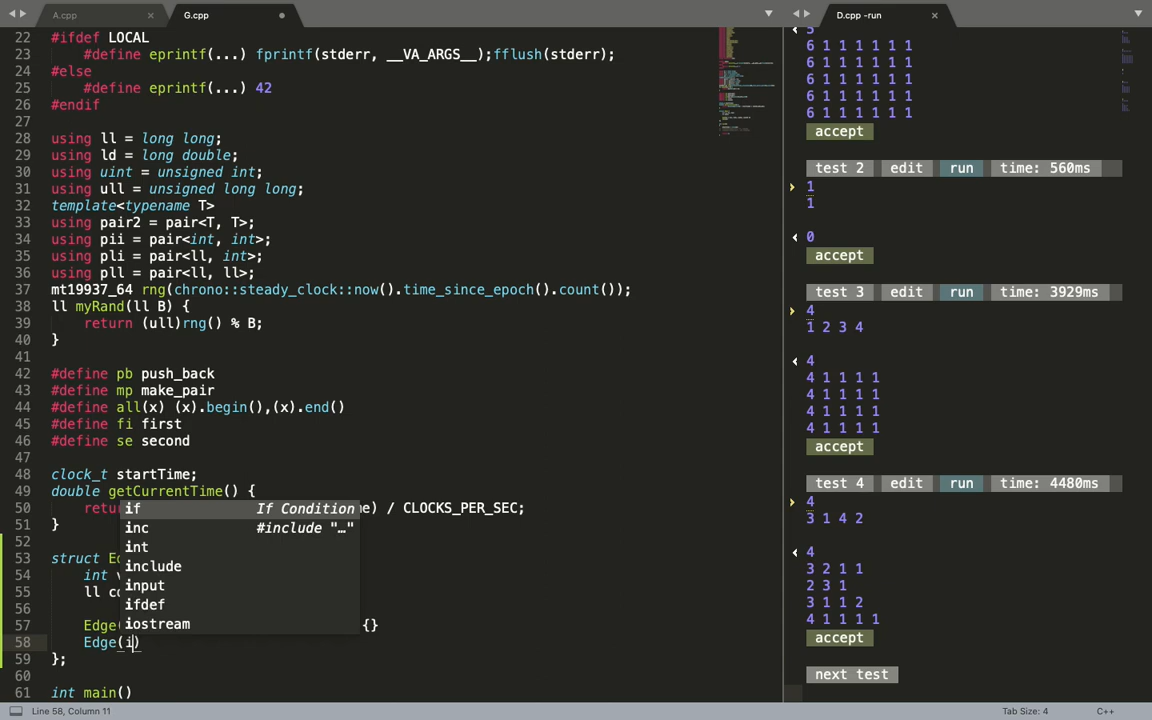 A.cpp
G.cpp
22 #ifdef LOCAL
23 #define eprintf(...) fprintf(stderr, __VA_ARGS__);fflush(stderr);
24 #else
25 #define eprintf(...) 42
26 #endif
27
28 using ll = long long;
29 using ld = long double;
30 using uint = unsigned int;
31 using ull = unsigned long long;
32 template<typename T>
33 using pair2 = pair<T, T>;
34 using pii = pair<int, int>;
35 using pli = pair<ll, int>;
36 using pll = pair<ll, ll>;
37 mt19937_64 rng(chrono::steady_clock::now().time_since_epoch().count());
38 ll myRand(ll B) {
39 return (ull)rng() % B;
40 }
41
42 #define pb push_back
43 #define mp make_pair
44 #define all(x) (x).begin(),(x).end()
45 #define fi first
46 #define se second
47
48 clock_t startTime;
49 double getCurrentTime() {
50 retu me) / CLOCKS_PER_SEC;
51 }
52
53 struct Ed
54 int v
55 ll co
56
57 Edge( {}
58 Edge(i)
59 };
60
61 int main()
if If Condition
inc #include "…"
int
include
input
ifdef
iostream
Line 58, Column 11
D.cpp -run
5
6 1 1 1 1 1 1
6 1 1 1 1 1 1
6 1 1 1 1 1 1
6 1 1 1 1 1 1
6 1 1 1 1 1 1
accept
test 2 edit run time: 560ms
1
1
0
accept
test 3 edit run time: 3929ms
4
1 2 3 4
4
4 1 1 1 1
4 1 1 1 1
4 1 1 1 1
4 1 1 1 1
accept
test 4 edit run time: 4480ms
4
3 1 4 2
4
3 2 1 1
2 3 1
3 1 1 2
4 1 1 1 1
accept
next test
Tab Size: 4
C++